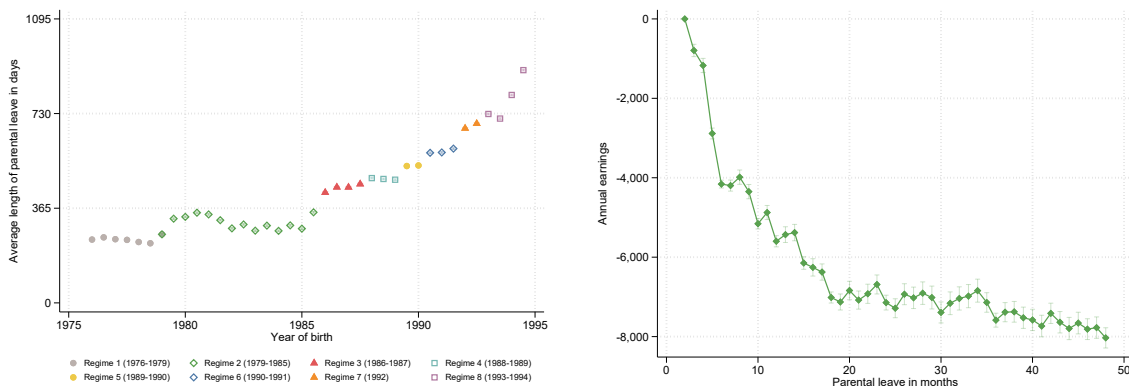 Average length of parental leave in days
1095
730
365
0
1975
1980
1985
1990
1995
Year of birth
Regime 1 (1976-1979)
Regime 2 (1979-1985)
Regime 3 (1986-1987)
Regime 4 (1988-1989)
Regime 5 (1989-1990)
Regime 6 (1990-1991)
Regime 7 (1992)
Regime 8 (1993-1994)
Annual earnings
0
-2,000
-4,000
-6,000
-8,000
0
10
20
30
40
50
Parental leave in months